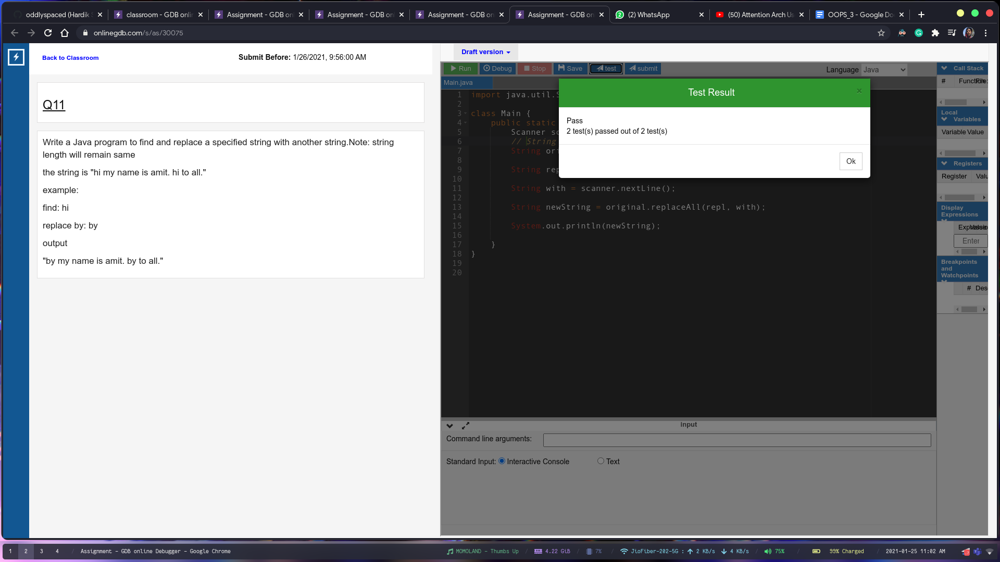 oddlyspaced (Hardik
classroom - GDB onlin
Assignment - GDB on
Assignment - GDB on
Assignment - GDB on
Assignment - GDB on
(2) WhatsApp
(50) Attention Arch Us
OOPS_3 - Google Do
onlinegdb.com/s/as/30075
Back to Classroom
Submit Before: 1/26/2021, 9:56:00 AM
Q11
Write a Java program to find and replace a specified string with another string.Note: string
length will remain same
the string is "hi my name is amit. hi to all."
example:
find: hi
replace by: by
output
"by my name is amit. by to all."
Draft version
Run
Debug
Stop
Save
test
submit
Language
Java
Main.java
Test Result
×
Pass
2 test(s) passed out of 2 test(s)
Ok
1 import java.util.S
2
3 class Main {
4 public static
5 Scanner sc
6 // String
7 String ori
8
9 String rep
10
11 String with = scanner.nextLine();
12
13 String newString = original.replaceAll(repl, with);
14
15 System.out.println(newString);
16
17 }
18 }
19
20
Call Stack
# Function
Local
Variables
Variable Value
Registers
Register Valu
Display
Expressions
Enter
Breakpoints
and
Watchpoints
# Des
Input
Command line arguments:
Standard Input:
Interactive Console
Text
1 2 3 4 / Assignment - GDB online Debugger - Google Chrome
MOMOLAND - Thumbs Up / 4.22 GiB / 7% / JioFiber-202-5G : 2 KB/s 4 KB/s / 75% / 99% Charged / 2021-01-25 11:02 AM